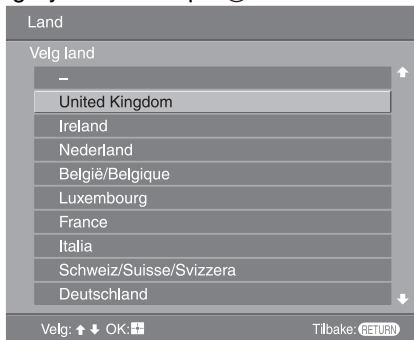 Land
Velg land
–
United Kingdom
Ireland
Nederland
België/Belgique
Luxembourg
France
Italia
Schweiz/Suisse/Svizzera
Deutschland
Velg: ↑ ↓ OK: Tilbake: RETURN